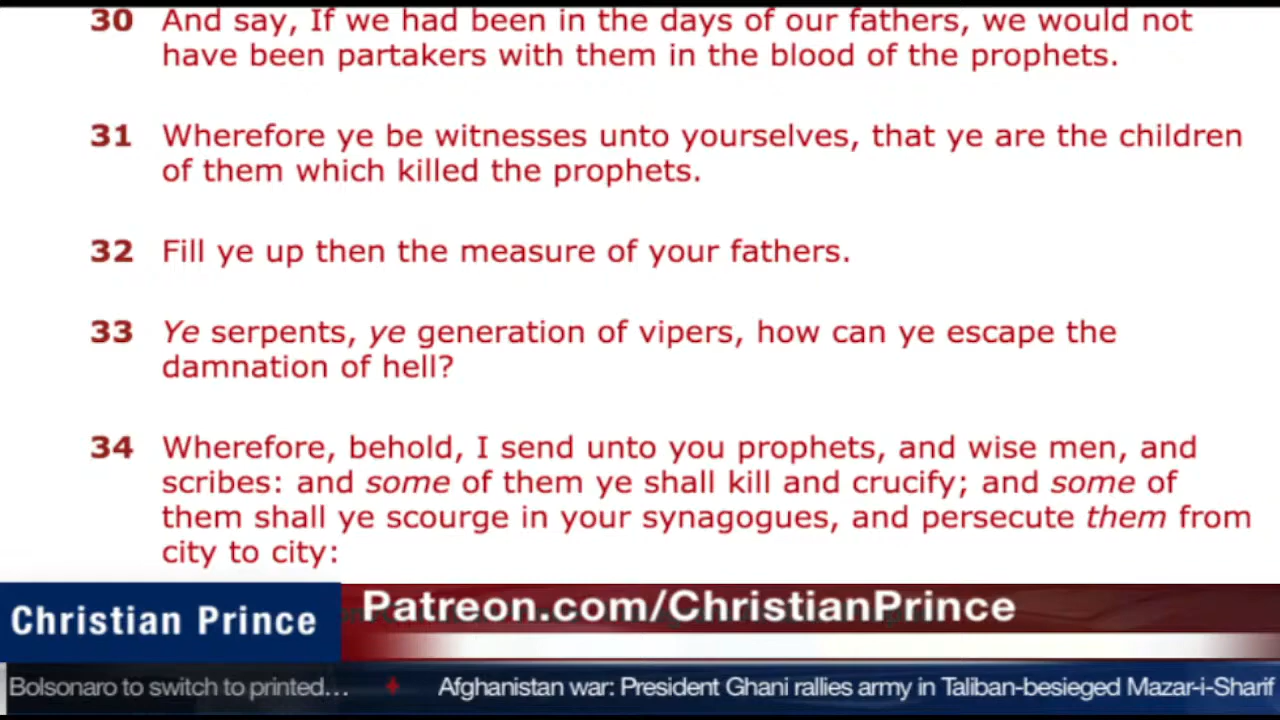 30 And say, If we had been in the days of our fathers, we would not
have been partakers with them in the blood of the prophets.
31 Wherefore ye be witnesses unto yourselves, that ye are the children
of them which killed the prophets.
32 Fill ye up then the measure of your fathers.
33 Ye serpents, ye generation of vipers, how can ye escape the
damnation of hell?
34 Wherefore, behold, I send unto you prophets, and wise men, and
scribes: and some of them ye shall kill and crucify; and some of
them shall ye scourge in your synagogues, and persecute them from
city to city:
Christian Prince
Patreon.com/ChristianPrince
Bolsonaro to switch to printed... Afghanistan war: President Ghani rallies army in Taliban-besieged Mazar-i-Sharif